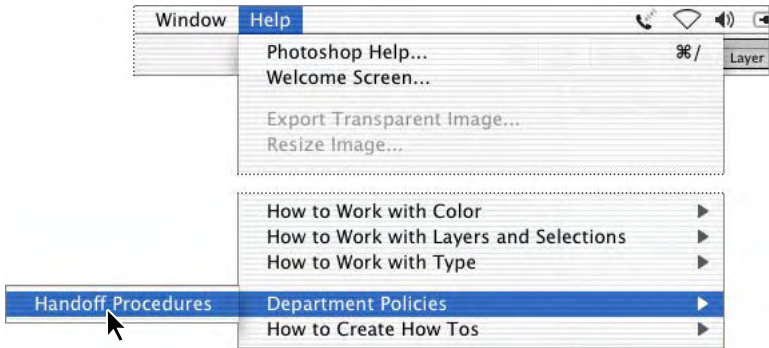 Window Help
Photoshop Help... ⌘/
Layer
Welcome Screen...
Export Transparent Image...
Resize Image...
How to Work with Color
How to Work with Layers and Selections
How to Work with Type
Handoff Procedures Department Policies
How to Create How Tos